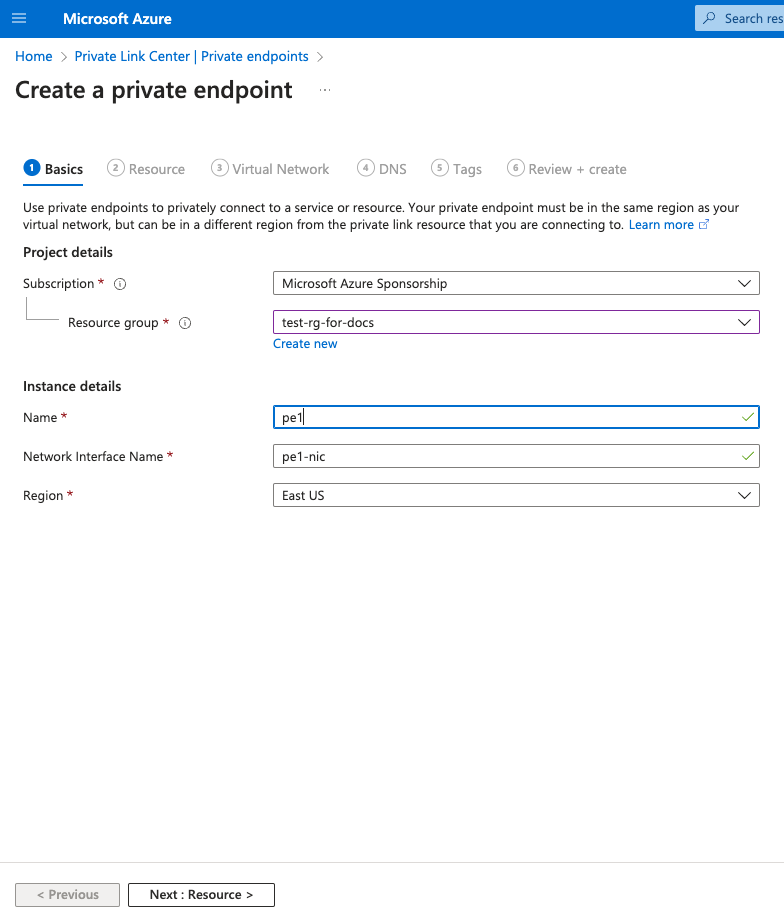 Microsoft Azure
Search res
Home > Private Link Center | Private endpoints >
Create a private endpoint ...
1 Basics 2 Resource 3 Virtual Network 4 DNS 5 Tags 6 Review + create
Use private endpoints to privately connect to a service or resource. Your private endpoint must be in the same region as your
virtual network, but can be in a different region from the private link resource that you are connecting to. Learn more
Project details
Subscription * Microsoft Azure Sponsorship
Resource group * test-rg-for-docs
Create new
Instance details
Name * pe1
Network Interface Name * pe1-nic
Region * East US
< Previous Next : Resource >